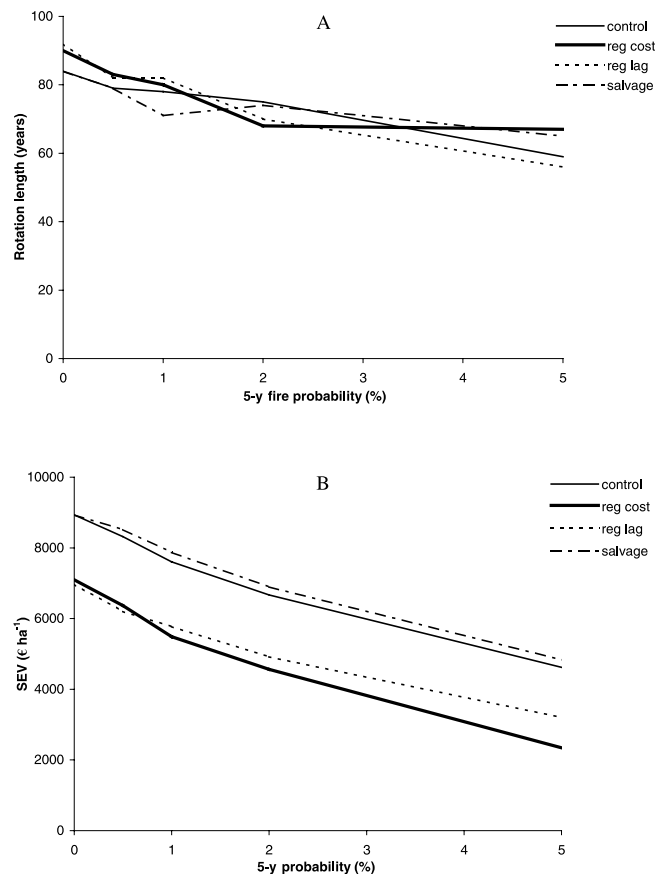 A
control
reg cost
reg lag
salvage
100
80
60
40
20
0
Rotation length (years)
0 1 2 3 4 5
5-y fire probability (%)
B
control
reg cost
reg lag
salvage
10000
8000
6000
4000
2000
0
SEV (€ ha⁻¹)
0 1 2 3 4 5
5-y probability (%)